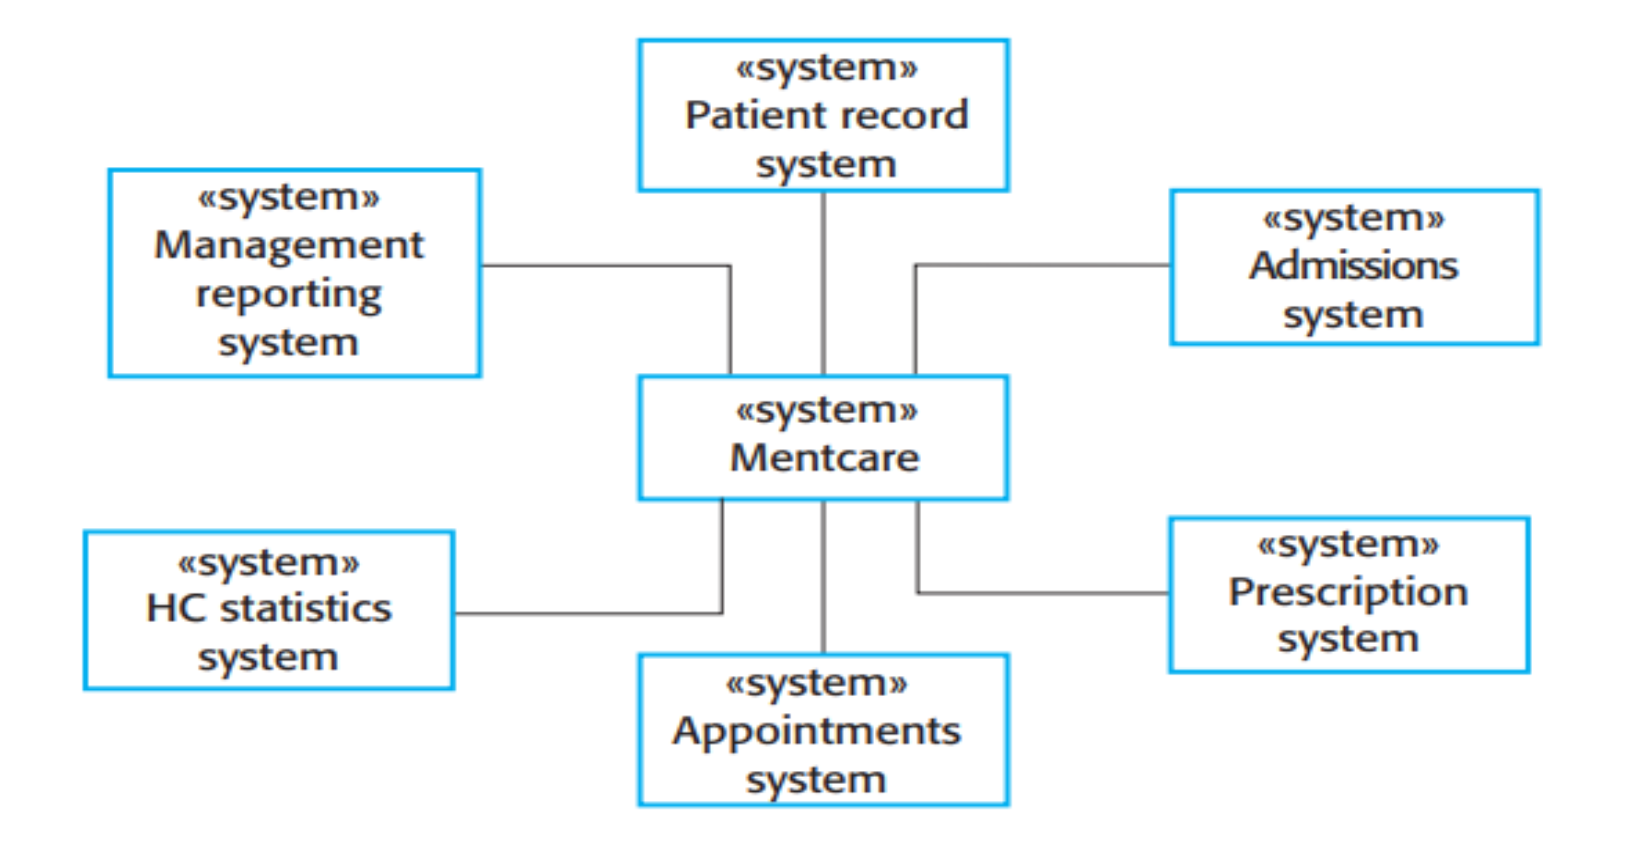 «system»
Patient record
system
«system»
Management
reporting
system
«system»
Admissions
system
«system»
Mentcare
«system»
HC statistics
system
«system»
Prescription
system
«system»
Appointments
system